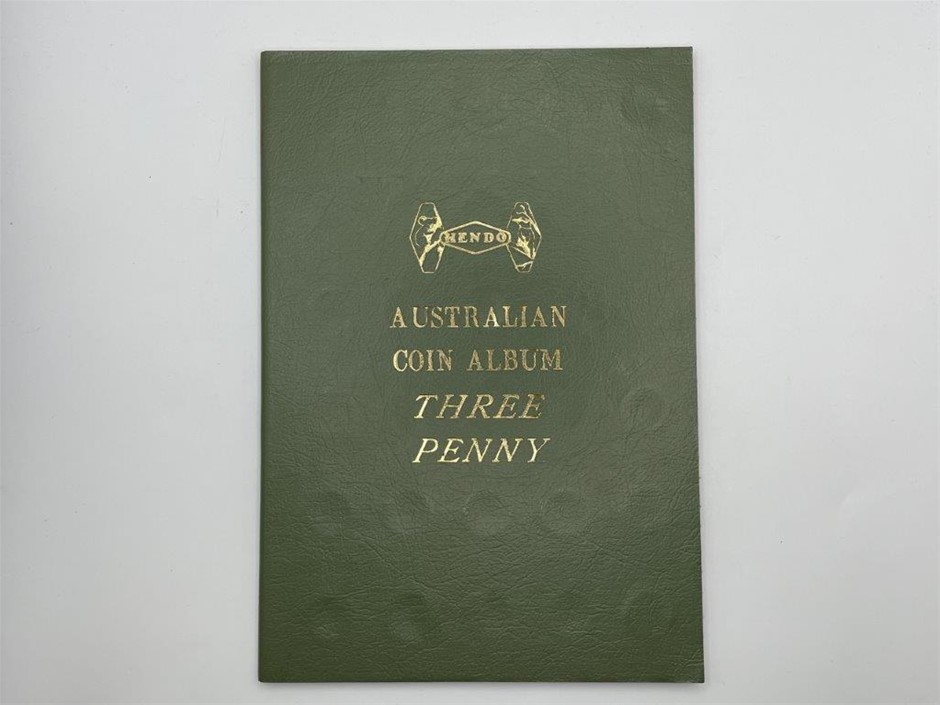 HENDO
AUSTRALIAN
COIN ALBUM
THREE
PENNY